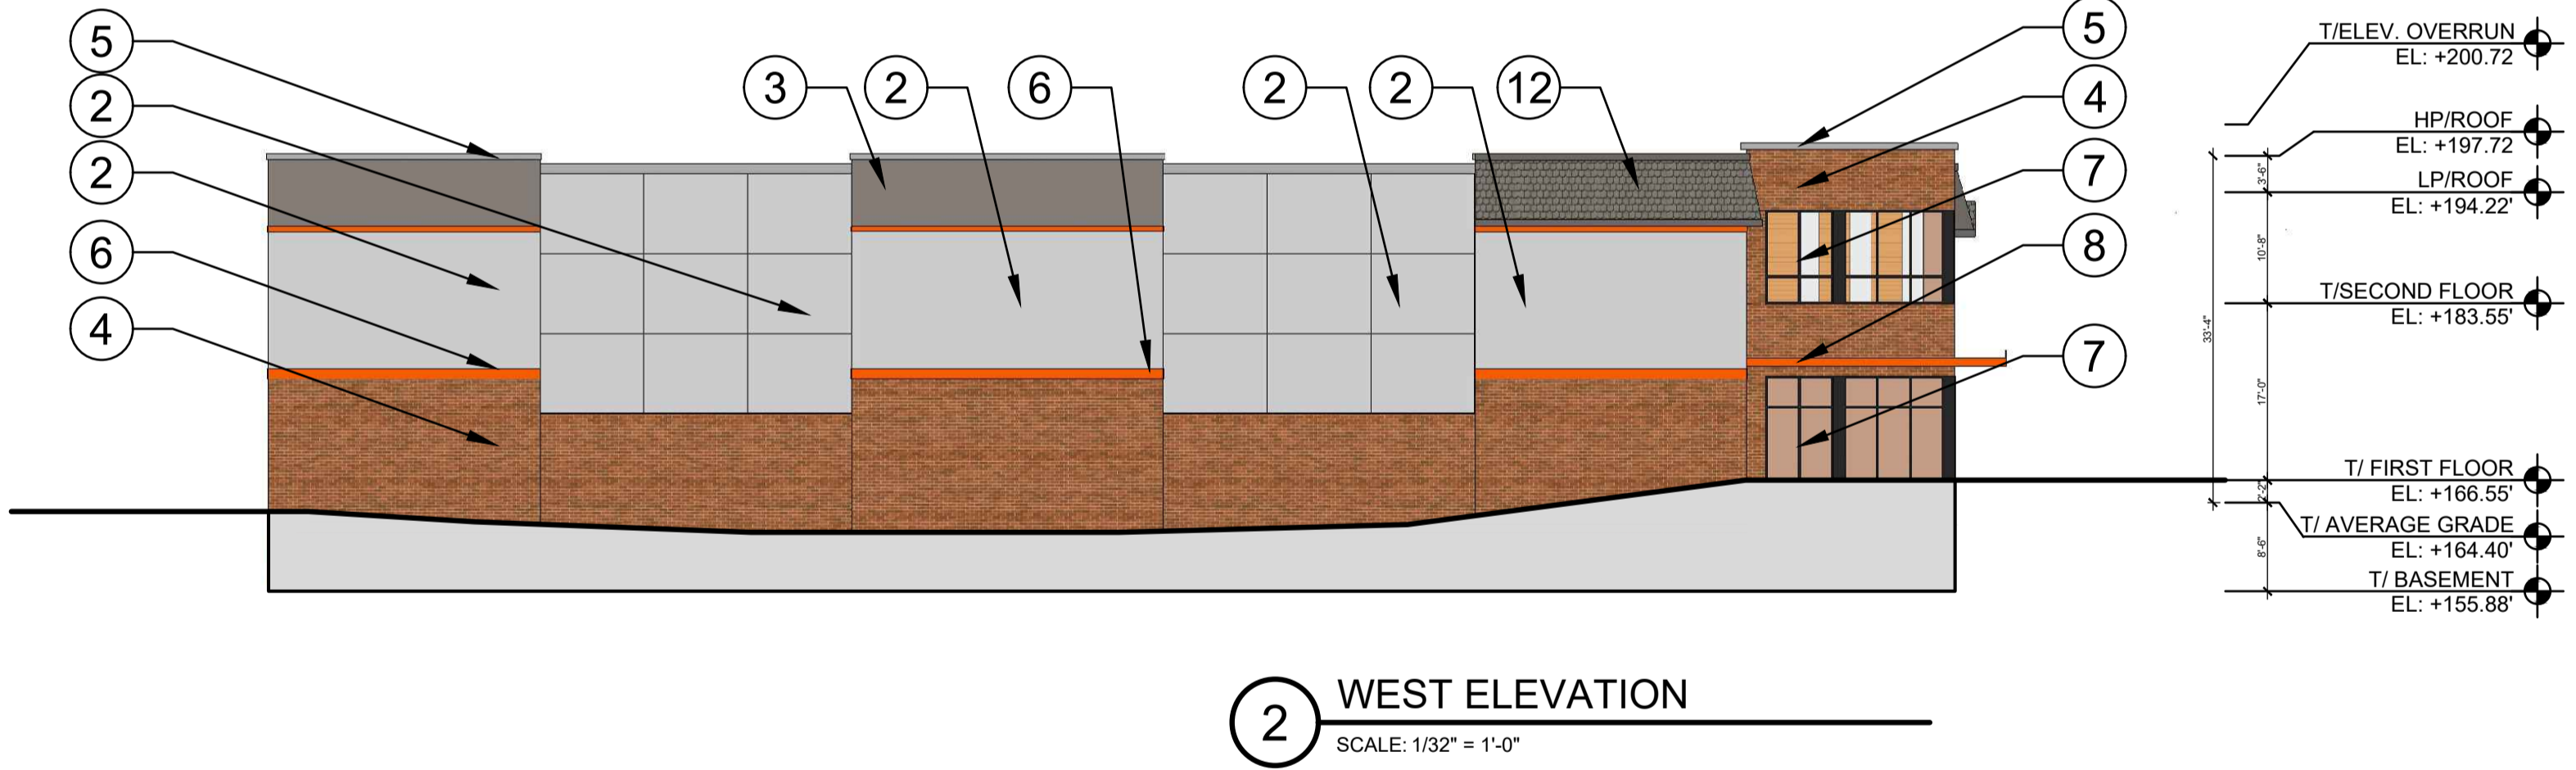 5
2
2
6
4
3
2
6
2
2
12
5
4
7
8
7
T/ELEV. OVERRUN
EL: +200.72
HP/ROOF
EL: +197.72
LP/ROOF
EL: +194.22'
T/SECOND FLOOR
EL: +183.55'
T/ FIRST FLOOR
EL: +166.55'
T/ AVERAGE GRADE
EL: +164.40'
T/ BASEMENT
EL: +155.88'
3'-6"
10'-8"
33'-4"
17'-0"
2'-2"
8'-6"
2
WEST ELEVATION
SCALE: 1/32" = 1'-0"